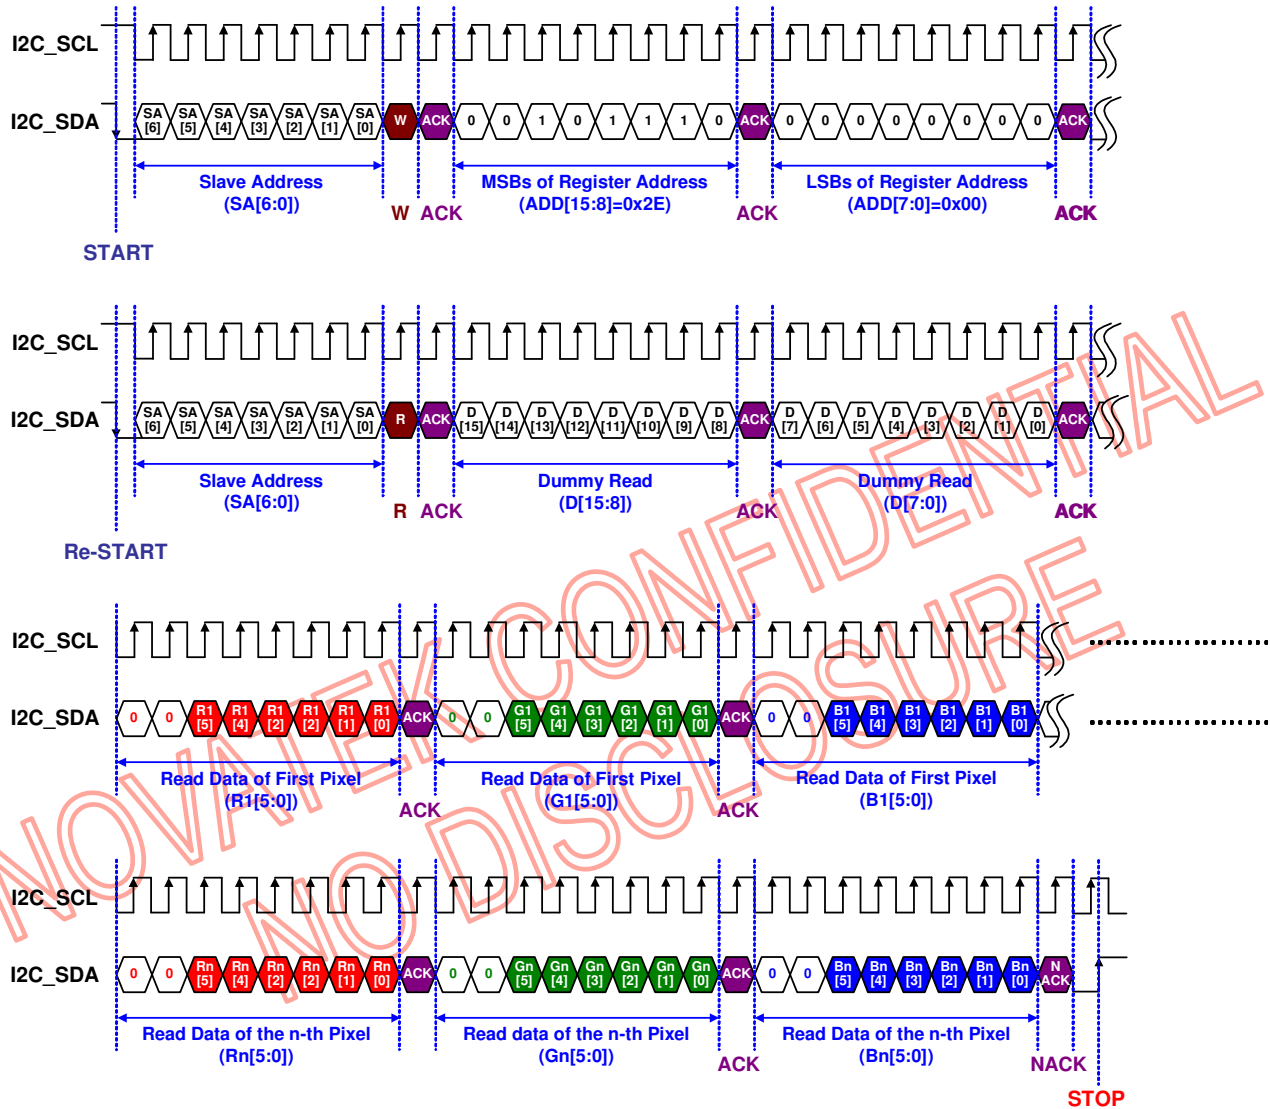 I2C_SCL
I2C_SDA SA [6] SA [5] SA [4] SA [3] SA [2] SA [1] SA [0] W ACK 0 0 1 0 1 1 1 0 ACK 0 0 0 0 0 0 0 0 ACK
Slave Address MSBs of Register Address LSBs of Register Address
(SA[6:0]) (ADD[15:8]=0x2E) (ADD[7:0]=0x00)
W ACK ACK ACK
START
I2C_SCL
I2C_SDA SA [6] SA [5] SA [4] SA [3] SA [2] SA [1] SA [0] R ACK D [15] D [14] D [13] D [12] D [11] D [10] D [9] D [8] ACK D [7] D [6] D [5] D [4] D [3] D [2] D [1] D [0] ACK
Slave Address Dummy Read Dummy Read
(SA[6:0]) (D[15:8]) (D[7:0])
R ACK ACK ACK
Re-START
I2C_SCL
I2C_SDA 0 0 R1 [5] R1 [4] R1 [2] R1 [2] R1 [1] R1 [0] ACK 0 0 G1 [5] G1 [4] G1 [3] G1 [2] G1 [1] G1 [0] ACK 0 0 B1 [5] B1 [4] B1 [3] B1 [2] B1 [1] B1 [0]
Read Data of First Pixel Read Data of First Pixel Read Data of First Pixel
(R1[5:0]) (G1[5:0]) (B1[5:0])
ACK ACK
I2C_SCL
I2C_SDA 0 0 Rn [5] Rn [4] Rn [2] Rn [2] Rn [1] Rn [0] ACK 0 0 Gn [5] Gn [4] Gn [3] Gn [2] Gn [1] Gn [0] ACK 0 0 Bn [5] Bn [4] Bn [3] Bn [2] Bn [1] Bn [0] N ACK
Read Data of the n-th Pixel Read data of the n-th Pixel Read Data of the n-th Pixel
(Rn[5:0]) (Gn[5:0]) (Bn[5:0])
ACK NACK
STOP
NOVATEK CONFIDENTIAL
NO DISCLOSURE